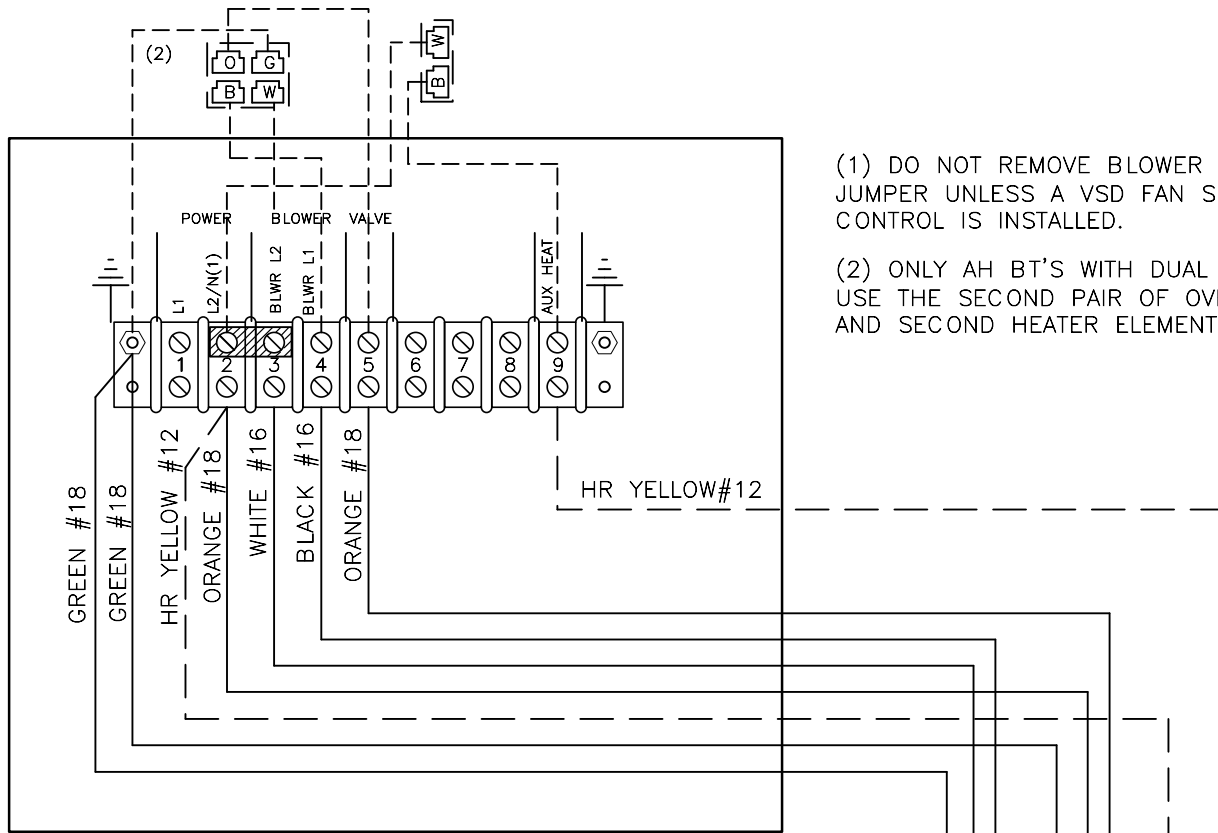 (2)
O G
B W
W
B
(1) DO NOT REMOVE BLOWER
JUMPER UNLESS A VSD FAN S
CONTROL IS INSTALLED.
(2) ONLY AH BT'S WITH DUAL
USE THE SECOND PAIR OF OV
AND SECOND HEATER ELEMENT
POWER BLOWER VALVE
L1
L2/N(1)
BLWR L2
BLWR L1
AUX HEAT
1 2 3 4 5 6 7 8 9
GREEN #18
GREEN #18
HR YELLOW #12
ORANGE #18
WHITE #16
BLACK #16
ORANGE #18
HR YELLOW#12